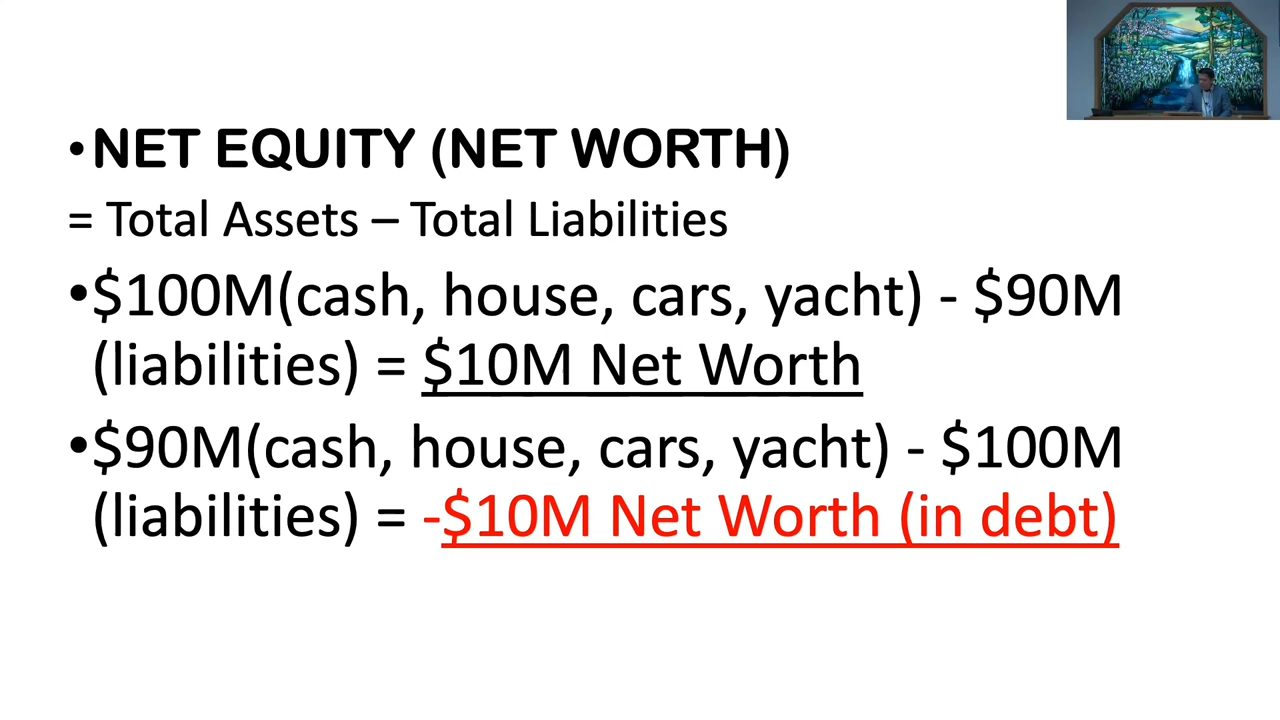 •NET EQUITY (NET WORTH)
= Total Assets – Total Liabilities
•$100M(cash, house, cars, yacht) - $90M
(liabilities) = $10M Net Worth
•$90M(cash, house, cars, yacht) - $100M
(liabilities) = -$10M Net Worth (in debt)